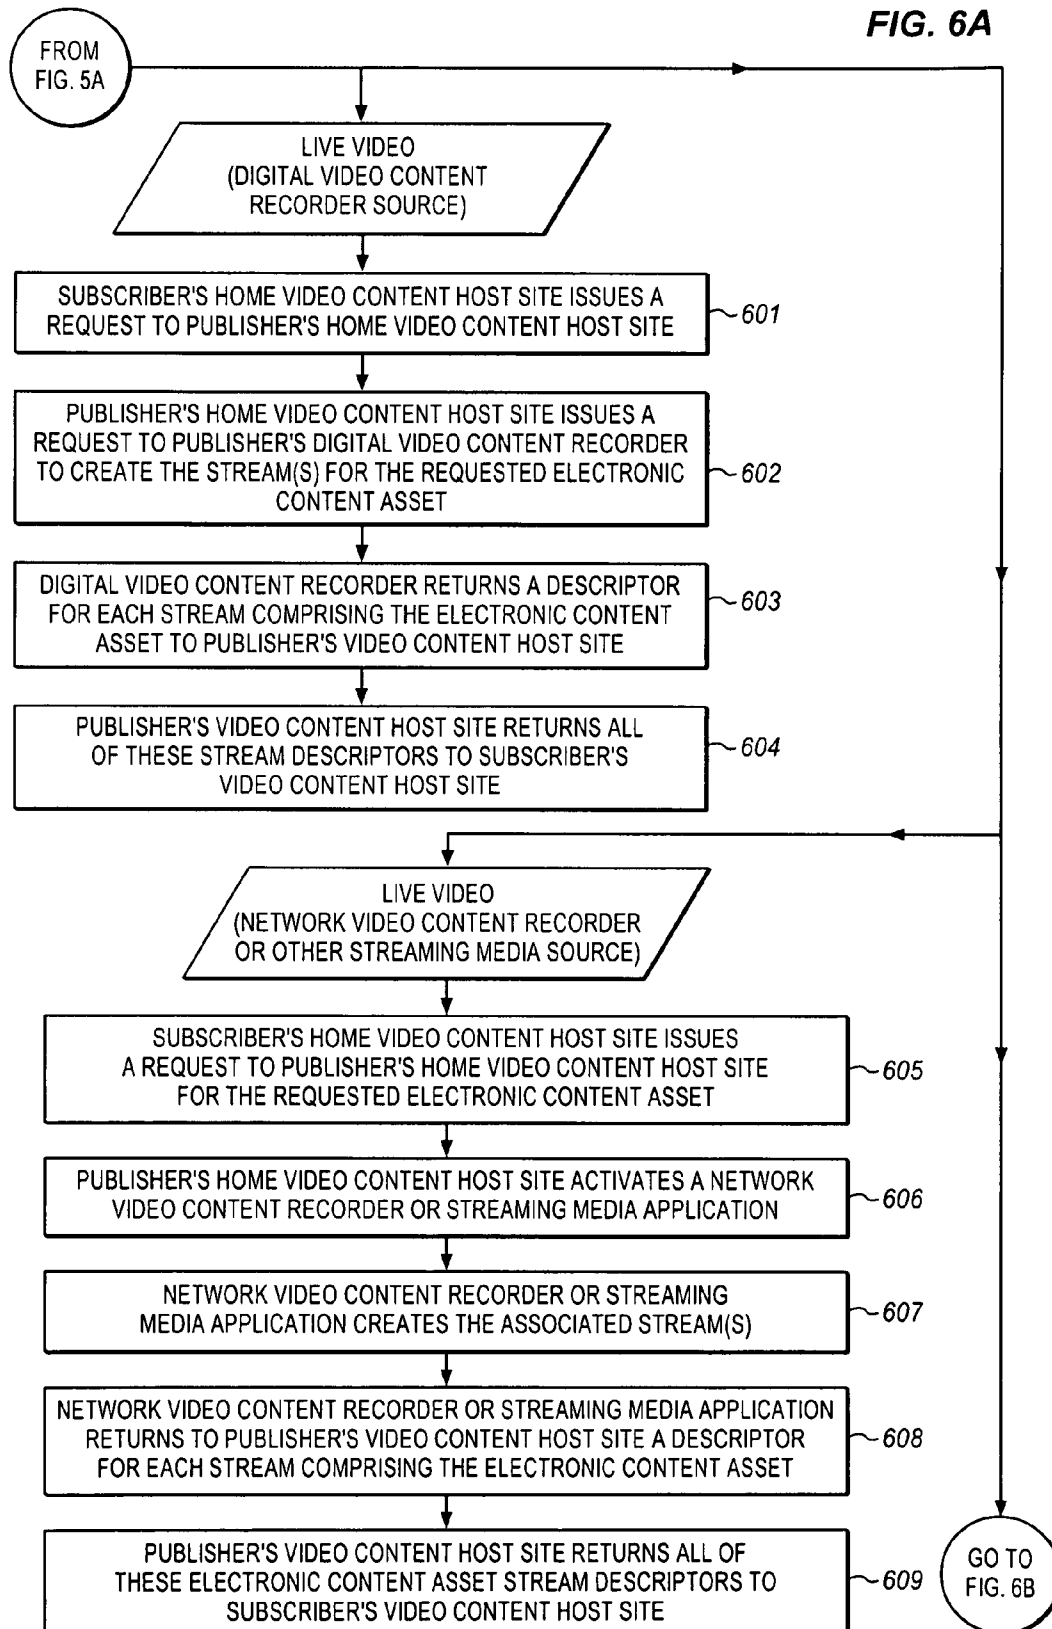 FIG. 6A
FROM
FIG. 5A
LIVE VIDEO
(DIGITAL VIDEO CONTENT
RECORDER SOURCE)
SUBSCRIBER'S HOME VIDEO CONTENT HOST SITE ISSUES A
REQUEST TO PUBLISHER'S HOME VIDEO CONTENT HOST SITE
601
PUBLISHER'S HOME VIDEO CONTENT HOST SITE ISSUES A
REQUEST TO PUBLISHER'S DIGITAL VIDEO CONTENT RECORDER
TO CREATE THE STREAM(S) FOR THE REQUESTED ELECTRONIC
CONTENT ASSET
602
DIGITAL VIDEO CONTENT RECORDER RETURNS A DESCRIPTOR
FOR EACH STREAM COMPRISING THE ELECTRONIC CONTENT
ASSET TO PUBLISHER'S VIDEO CONTENT HOST SITE
603
PUBLISHER'S VIDEO CONTENT HOST SITE RETURNS ALL
OF THESE STREAM DESCRIPTORS TO SUBSCRIBER'S
VIDEO CONTENT HOST SITE
604
LIVE VIDEO
(NETWORK VIDEO CONTENT RECORDER
OR OTHER STREAMING MEDIA SOURCE)
SUBSCRIBER'S HOME VIDEO CONTENT HOST SITE ISSUES
A REQUEST TO PUBLISHER'S HOME VIDEO CONTENT HOST SITE
FOR THE REQUESTED ELECTRONIC CONTENT ASSET
605
PUBLISHER'S HOME VIDEO CONTENT HOST SITE ACTIVATES A NETWORK
VIDEO CONTENT RECORDER OR STREAMING MEDIA APPLICATION
606
NETWORK VIDEO CONTENT RECORDER OR STREAMING
MEDIA APPLICATION CREATES THE ASSOCIATED STREAM(S)
607
NETWORK VIDEO CONTENT RECORDER OR STREAMING MEDIA APPLICATION
RETURNS TO PUBLISHER'S VIDEO CONTENT HOST SITE A DESCRIPTOR
FOR EACH STREAM COMPRISING THE ELECTRONIC CONTENT ASSET
608
PUBLISHER'S VIDEO CONTENT HOST SITE RETURNS ALL OF
THESE ELECTRONIC CONTENT ASSET STREAM DESCRIPTORS TO
SUBSCRIBER'S VIDEO CONTENT HOST SITE
609
GO TO
FIG. 6B